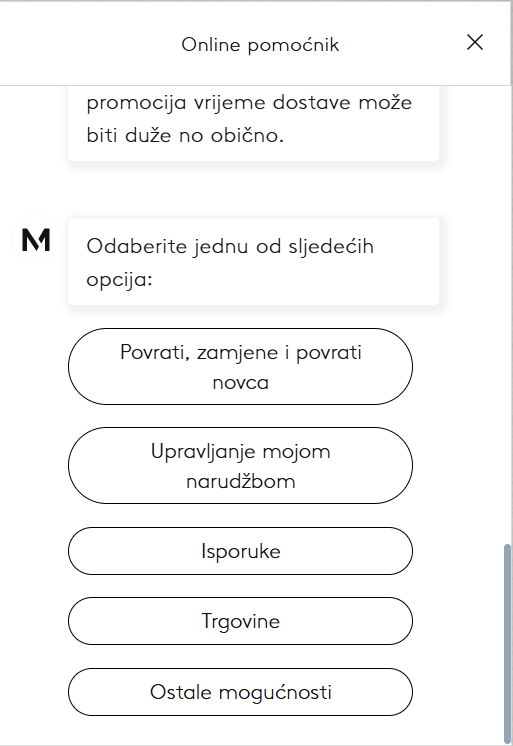 Online pomoćnik
promocija vrijeme dostave može
biti duže no obično.
M
Odaberite jednu od sljedećih
opcija:
Povrati, zamjene i povrati
novca
Upravljanje mojom
narudžbom
Isporuke
Trgovine
Ostale mogućnosti